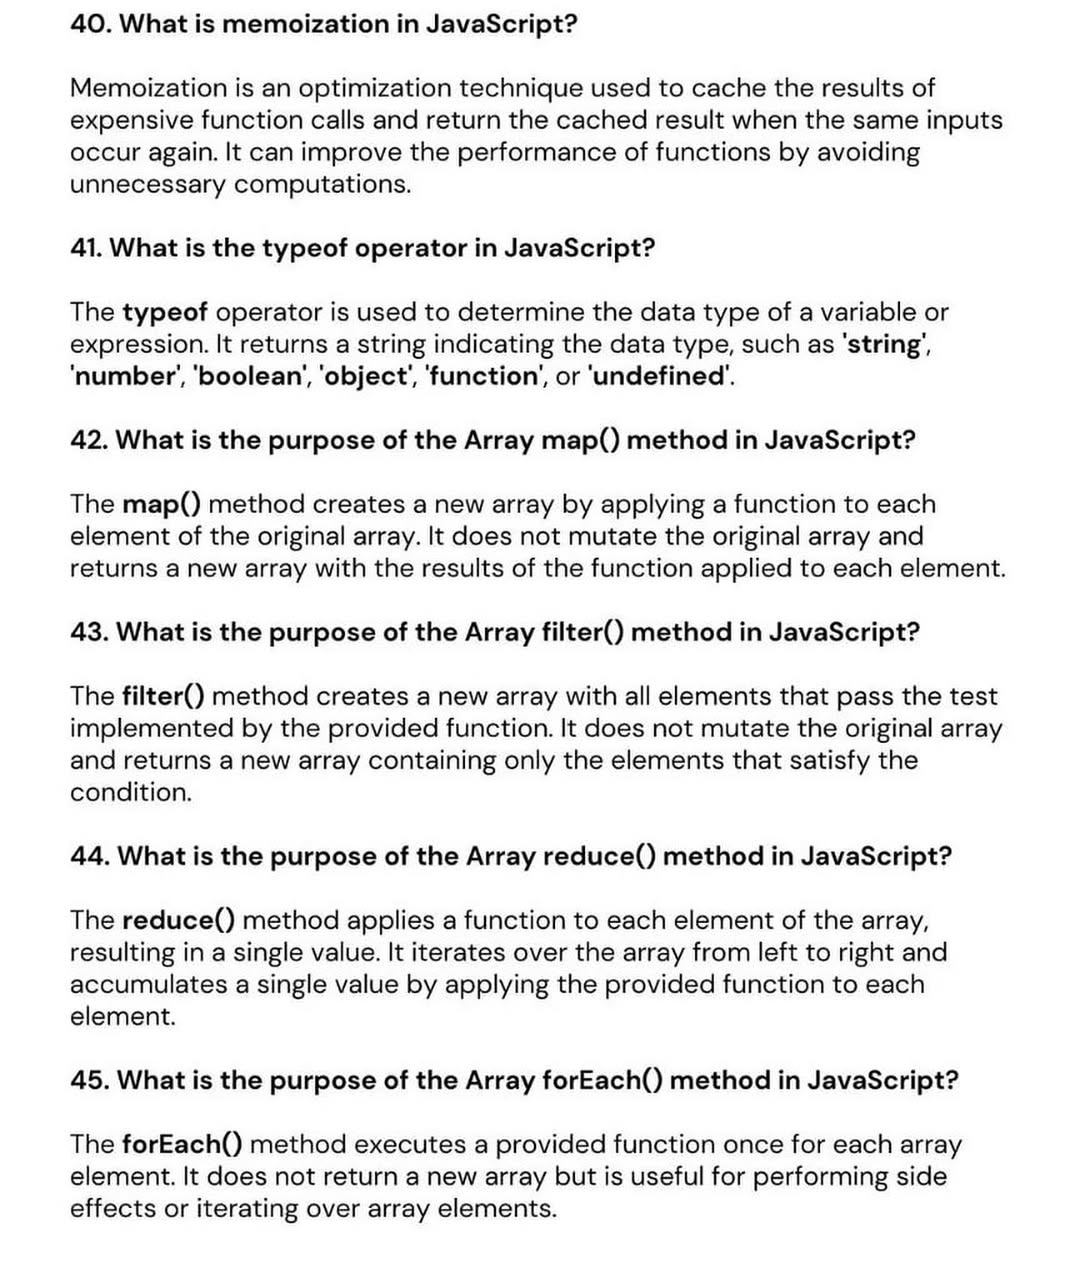 40. What is memoization in JavaScript?
Memoization is an optimization technique used to cache the results of
expensive function calls and return the cached result when the same inputs
occur again. It can improve the performance of functions by avoiding
unnecessary computations.
41. What is the typeof operator in JavaScript?
The typeof operator is used to determine the data type of a variable or
expression. It returns a string indicating the data type, such as 'string',
'number', 'boolean', 'object', 'function', or 'undefined'.
42. What is the purpose of the Array map() method in JavaScript?
The map() method creates a new array by applying a function to each
element of the original array. It does not mutate the original array and
returns a new array with the results of the function applied to each element.
43. What is the purpose of the Array filter() method in JavaScript?
The filter() method creates a new array with all elements that pass the test
implemented by the provided function. It does not mutate the original array
and returns a new array containing only the elements that satisfy the
condition.
44. What is the purpose of the Array reduce() method in JavaScript?
The reduce() method applies a function to each element of the array,
resulting in a single value. It iterates over the array from left to right and
accumulates a single value by applying the provided function to each
element.
45. What is the purpose of the Array forEach() method in JavaScript?
The forEach() method executes a provided function once for each array
element. It does not return a new array but is useful for performing side
effects or iterating over array elements.